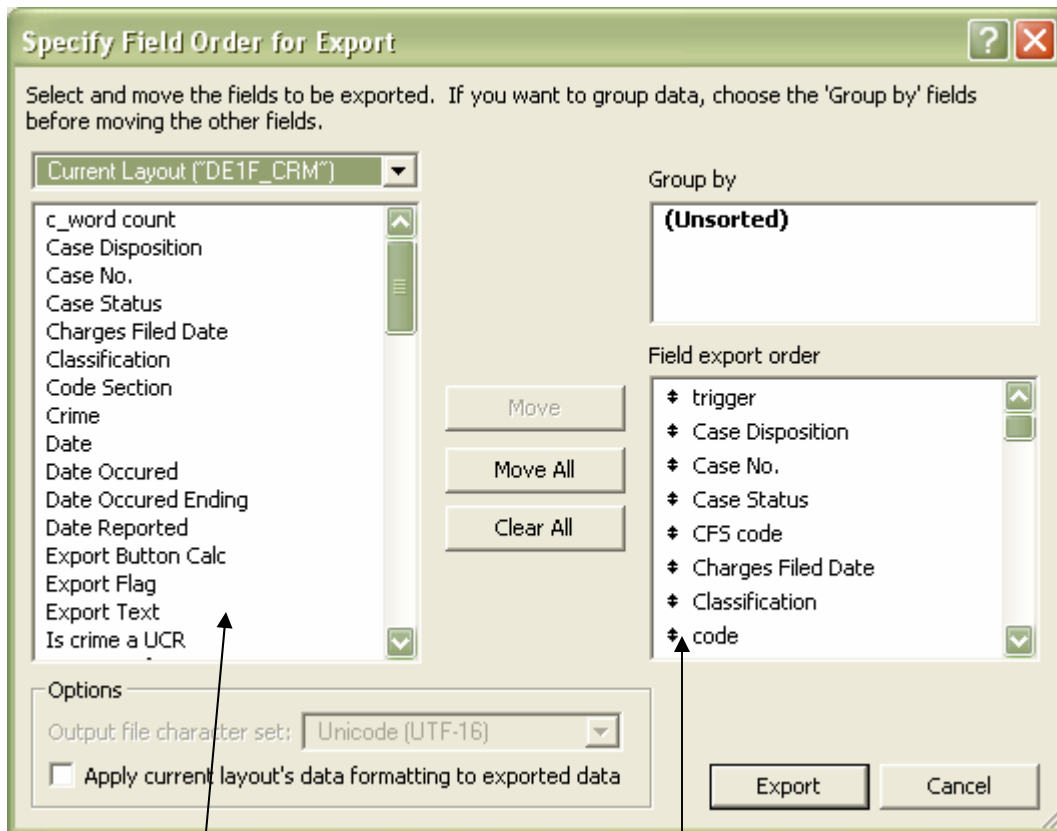 Specify Field Order for Export
Select and move the fields to be exported.  If you want to group data, choose the 'Group by' fields
before moving the other fields.
Current Layout ("DE1F_CRM")
c_word count
Case Disposition
Case No.
Case Status
Charges Filed Date
Classification
Code Section
Crime
Date
Date Occured
Date Occured Ending
Date Reported
Export Button Calc
Export Flag
Export Text
Is crime a UCR
Move
Move All
Clear All
Group by
(Unsorted)
Field export order
trigger
Case Disposition
Case No.
Case Status
CFS code
Charges Filed Date
Classification
code
Options
Output file character set: Unicode (UTF-16)
Apply current layout's data formatting to exported data
Export
Cancel